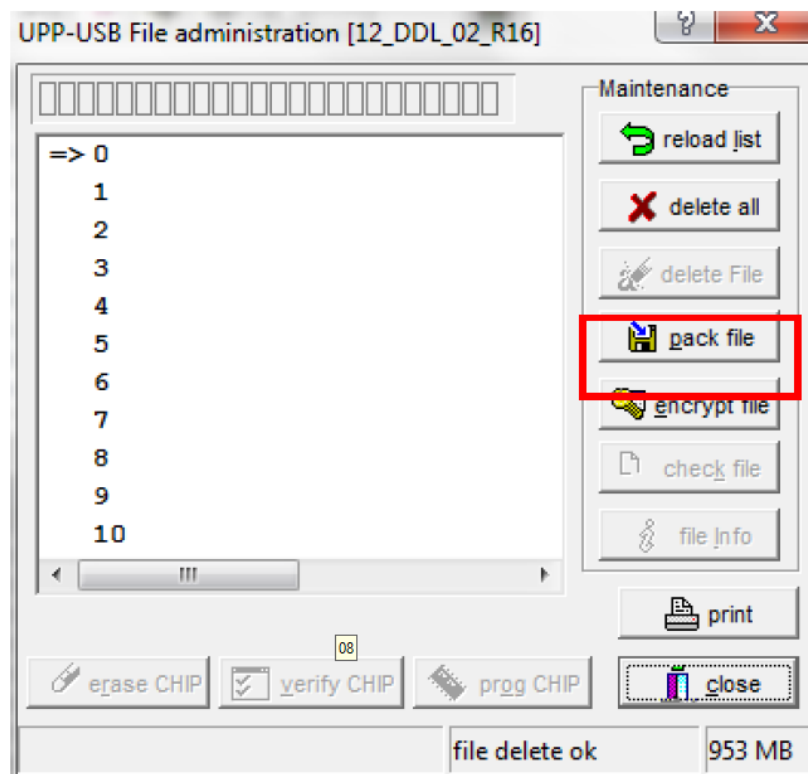 UPP-USB File administration [12_DDL_02_R16]
Maintenance
=> 0
1
2
3
4
5
6
7
8
9
10
reload list
delete all
delete File
pack file
encrypt file
check file
file Info
print
08
erase CHIP
verify CHIP
prog CHIP
close
file delete ok
953 MB